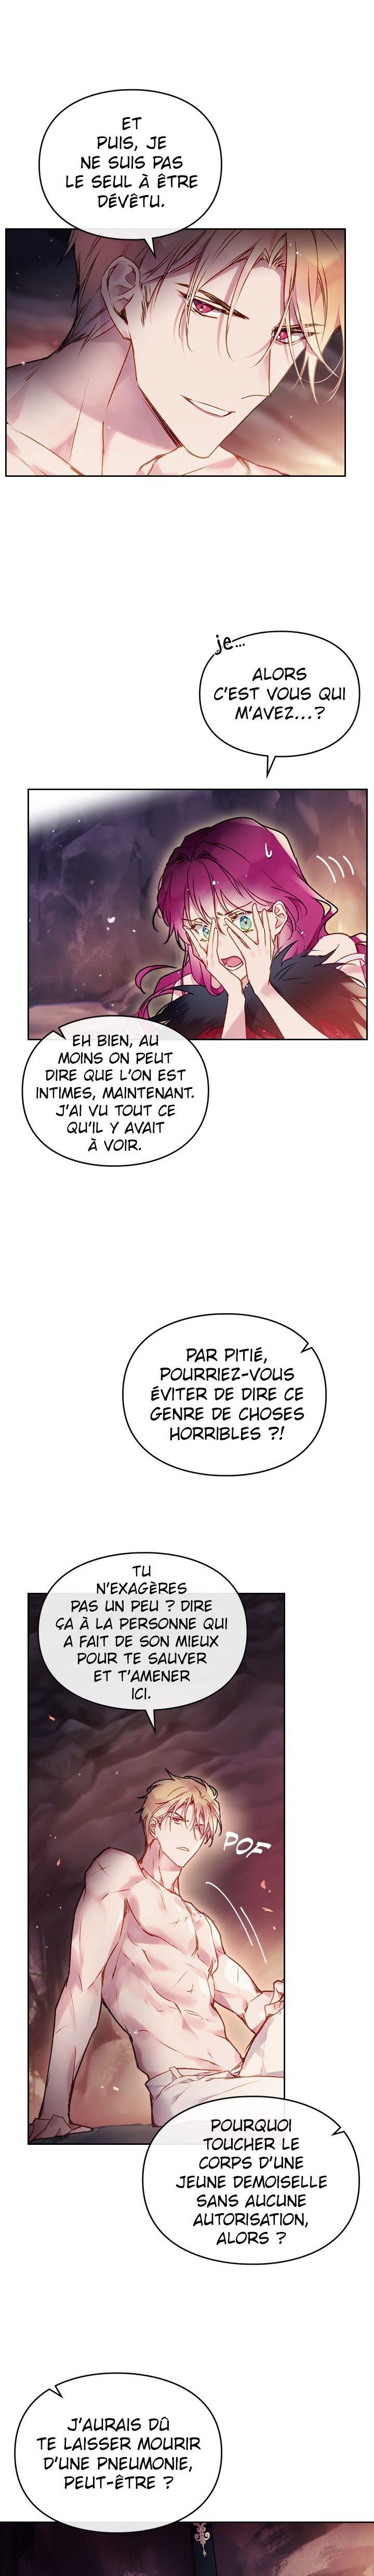 ET
PUIS, JE
NE SUIS PAS
LE SEUL À ÊTRE
DÉVÊTU.
je...
ALORS
C'EST VOUS QUI
M'AVEZ...?
EH BIEN, AU
MOINS ON PEUT
DIRE QUE L'ON EST
INTIMES, MAINTENANT.
J'AI VU TOUT CE
QU'IL Y AVAIT
À VOIR.
PAR PITIÉ,
POURRIEZ-VOUS
ÉVITER DE DIRE CE
GENRE DE CHOSES
HORRIBLES ?!
TU
N'EXAGÈRES
PAS UN PEU ? DIRE
ÇA À LA PERSONNE QUI
A FAIT DE SON MIEUX
POUR TE SAUVER
ET T'AMENER
ICI.
POF
POURQUOI
TOUCHER LE
CORPS D'UNE
JEUNE DEMOISELLE
SANS AUCUNE
AUTORISATION,
ALORS ?
J'AURAIS DÛ
TE LAISSER MOURIR
D'UNE PNEUMONIE,
PEUT-ÊTRE ?